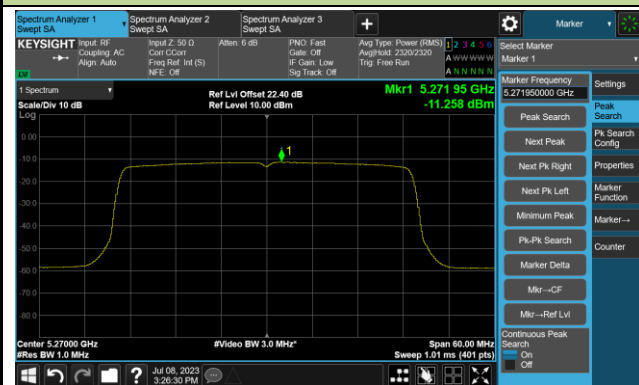 Spectrum Analyzer 1
Swept SA
Spectrum Analyzer 2
Swept SA
Spectrum Analyzer 3
Swept SA
+
Marker
KEYSIGHT
Input: RF
Coupling: AC
Align: Auto
Input Z: 50 Ω
Corr CCorr
Freq Ref: Int (S)
NFE: Off
Atten: 6 dB
PNO: Fast
Gate: Off
IF Gain: Low
Sig Track: Off
Avg Type: Power (RMS)
Avg|Hold: 2320/2320
Trig: Free Run
1 2 3 4 5 6
A W W W W W
A N N N N N
Select Marker
Marker 1
1 Spectrum
Scale/Div 10 dB
Log
Ref Lvl Offset 22.40 dB
Ref Level 10.00 dBm
Mkr1 5.271 95 GHz
-11.258 dBm
1
0.00
-10.0
-20.0
-30.0
-40.0
-50.0
-60.0
-70.0
-80.0
Center 5.27000 GHz
#Res BW 1.0 MHz
#Video BW 3.0 MHz*
Span 60.00 MHz
Sweep 1.01 ms (401 pts)
Marker Frequency
5.271950000 GHz
Peak Search
Next Peak
Next Pk Right
Next Pk Left
Minimum Peak
Pk-Pk Search
Marker Delta
Mkr→CF
Mkr→Ref Lvl
Continuous Peak
Search
On
Off
Settings
Peak
Search
Pk Search
Config
Properties
Marker
Function
Marker→
Counter
?
Jul 08, 2023
3:26:30 PM